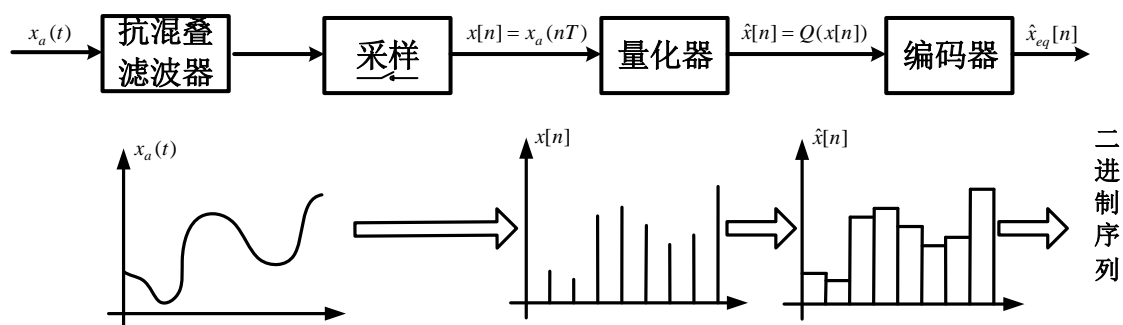 x_a(t)
抗混叠
滤波器
采样
x[n] = x_a(nT)
量化器
x̂[n] = Q(x[n])
编码器
x̂_{eq}[n]
x_a(t)
x[n]
x̂[n]
二进制序列